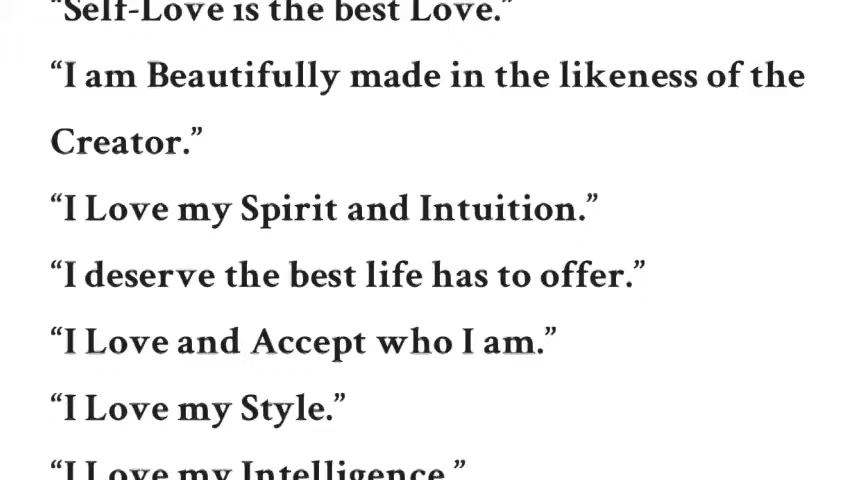 “Self-Love is the best Love.”
“I am Beautifully made in the likeness of the
Creator.”
“I Love my Spirit and Intuition.”
“I deserve the best life has to offer.”
“I Love and Accept who I am.”
“I Love my Style.”
“I Love my Intelligence.”